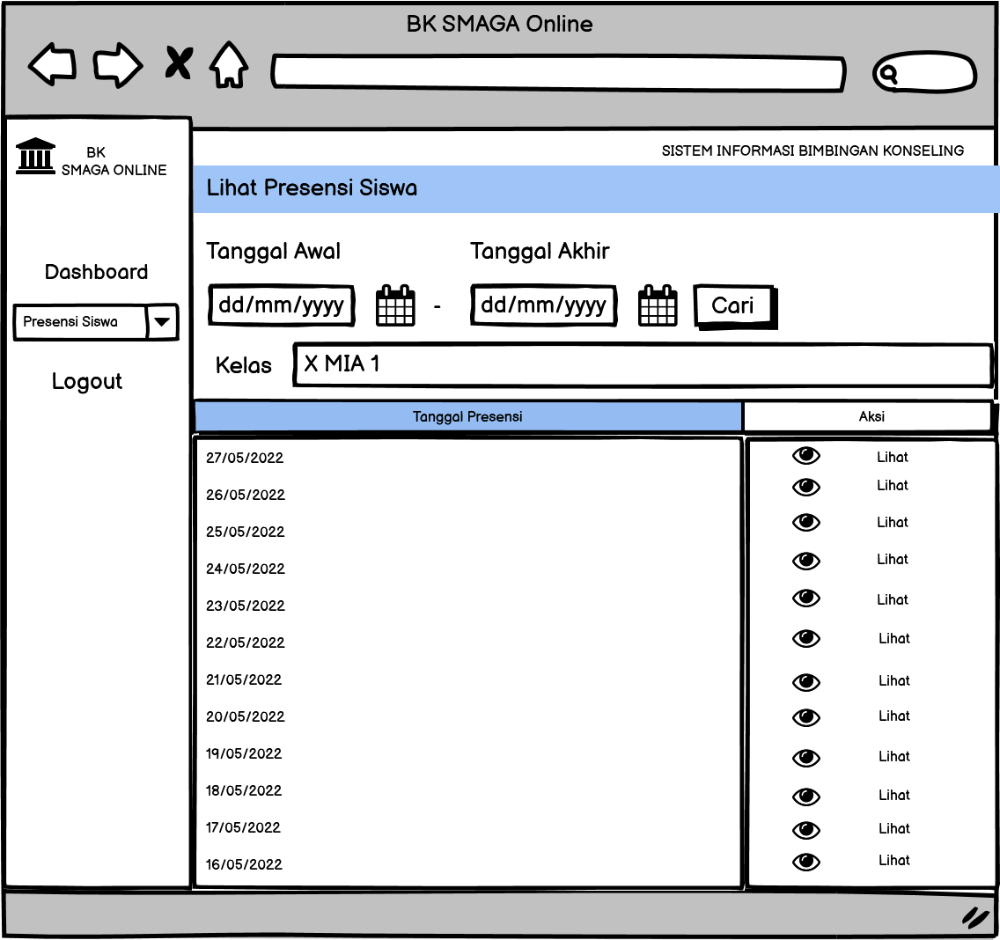 BK SMAGA Online
BK
SMAGA ONLINE
SISTEM INFORMASI BIMBINGAN KONSELING
Lihat Presensi Siswa
Dashboard
Presensi Siswa
Logout
Tanggal Awal Tanggal Akhir
dd/mm/yyyy - dd/mm/yyyy Cari
Kelas X MIA 1
Tanggal Presensi Aksi
27/05/2022 Lihat
26/05/2022 Lihat
25/05/2022 Lihat
24/05/2022 Lihat
23/05/2022 Lihat
22/05/2022 Lihat
21/05/2022 Lihat
20/05/2022 Lihat
19/05/2022 Lihat
18/05/2022 Lihat
17/05/2022 Lihat
16/05/2022 Lihat